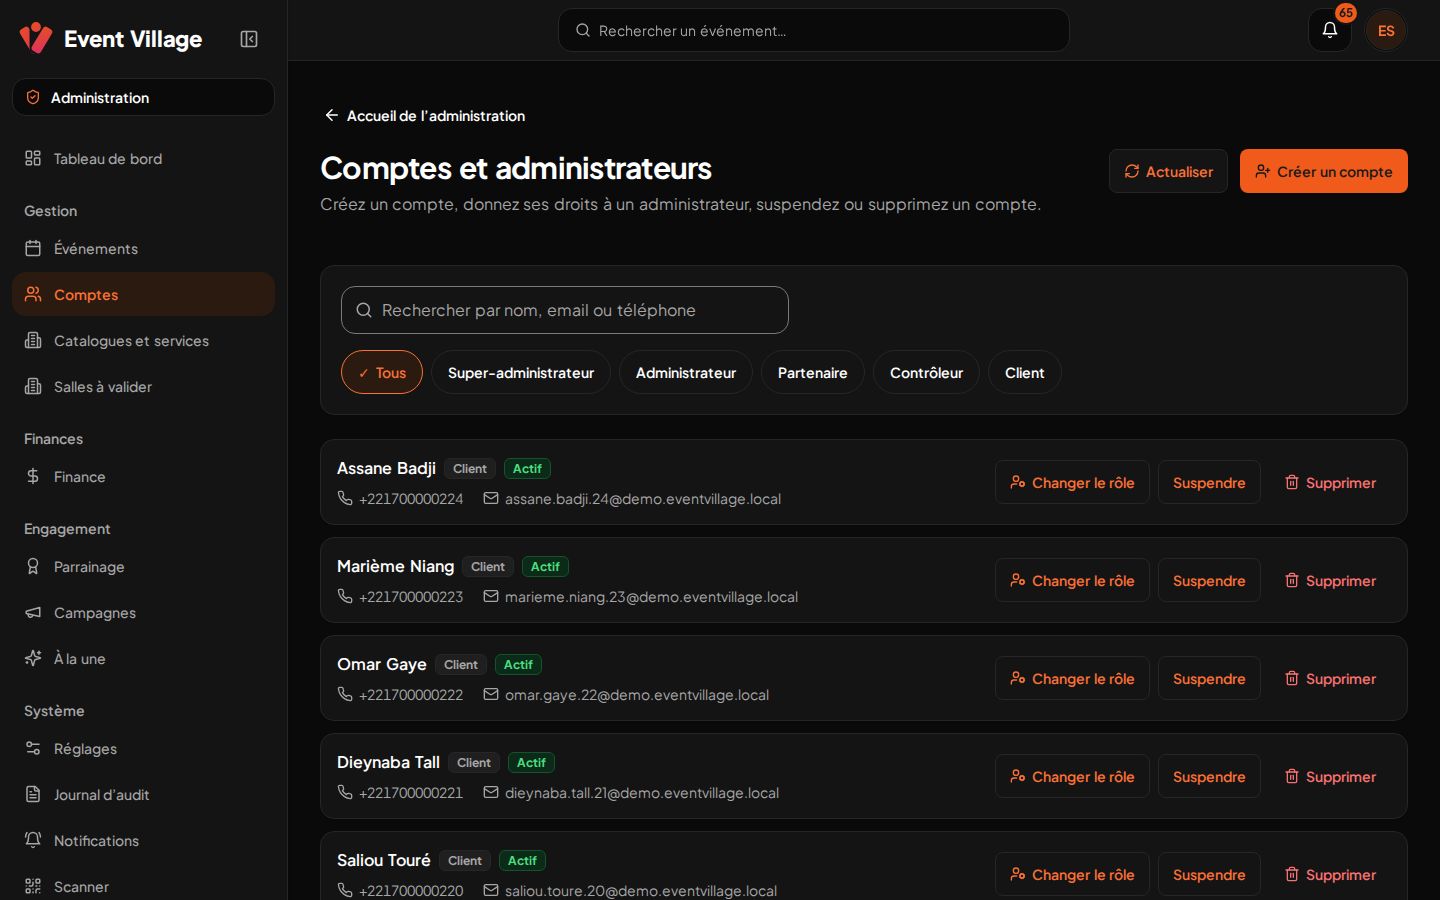 Event Village
Rechercher un événement...
65
ES
Administration
Tableau de bord
Gestion
Événements
Comptes
Catalogues et services
Salles à valider
Finances
Finance
Engagement
Parrainage
Campagnes
À la une
Système
Réglages
Journal d'audit
Notifications
Scanner
Accueil de l'administration
Comptes et administrateurs
Actualiser
Créer un compte
Créez un compte, donnez ses droits à un administrateur, suspendez ou supprimez un compte.
Rechercher par nom, email ou téléphone
✓ Tous Super-administrateur Administrateur Partenaire Contrôleur Client
Assane Badji Client Actif
+221700000224 assane.badji.24@demo.eventvillage.local
Changer le rôle Suspendre Supprimer
Marième Niang Client Actif
+221700000223 marieme.niang.23@demo.eventvillage.local
Changer le rôle Suspendre Supprimer
Omar Gaye Client Actif
+221700000222 omar.gaye.22@demo.eventvillage.local
Changer le rôle Suspendre Supprimer
Dieynaba Tall Client Actif
+221700000221 dieynaba.tall.21@demo.eventvillage.local
Changer le rôle Suspendre Supprimer
Saliou Touré Client Actif
+221700000220 saliou.toure.20@demo.eventvillage.local
Changer le rôle Suspendre Supprimer